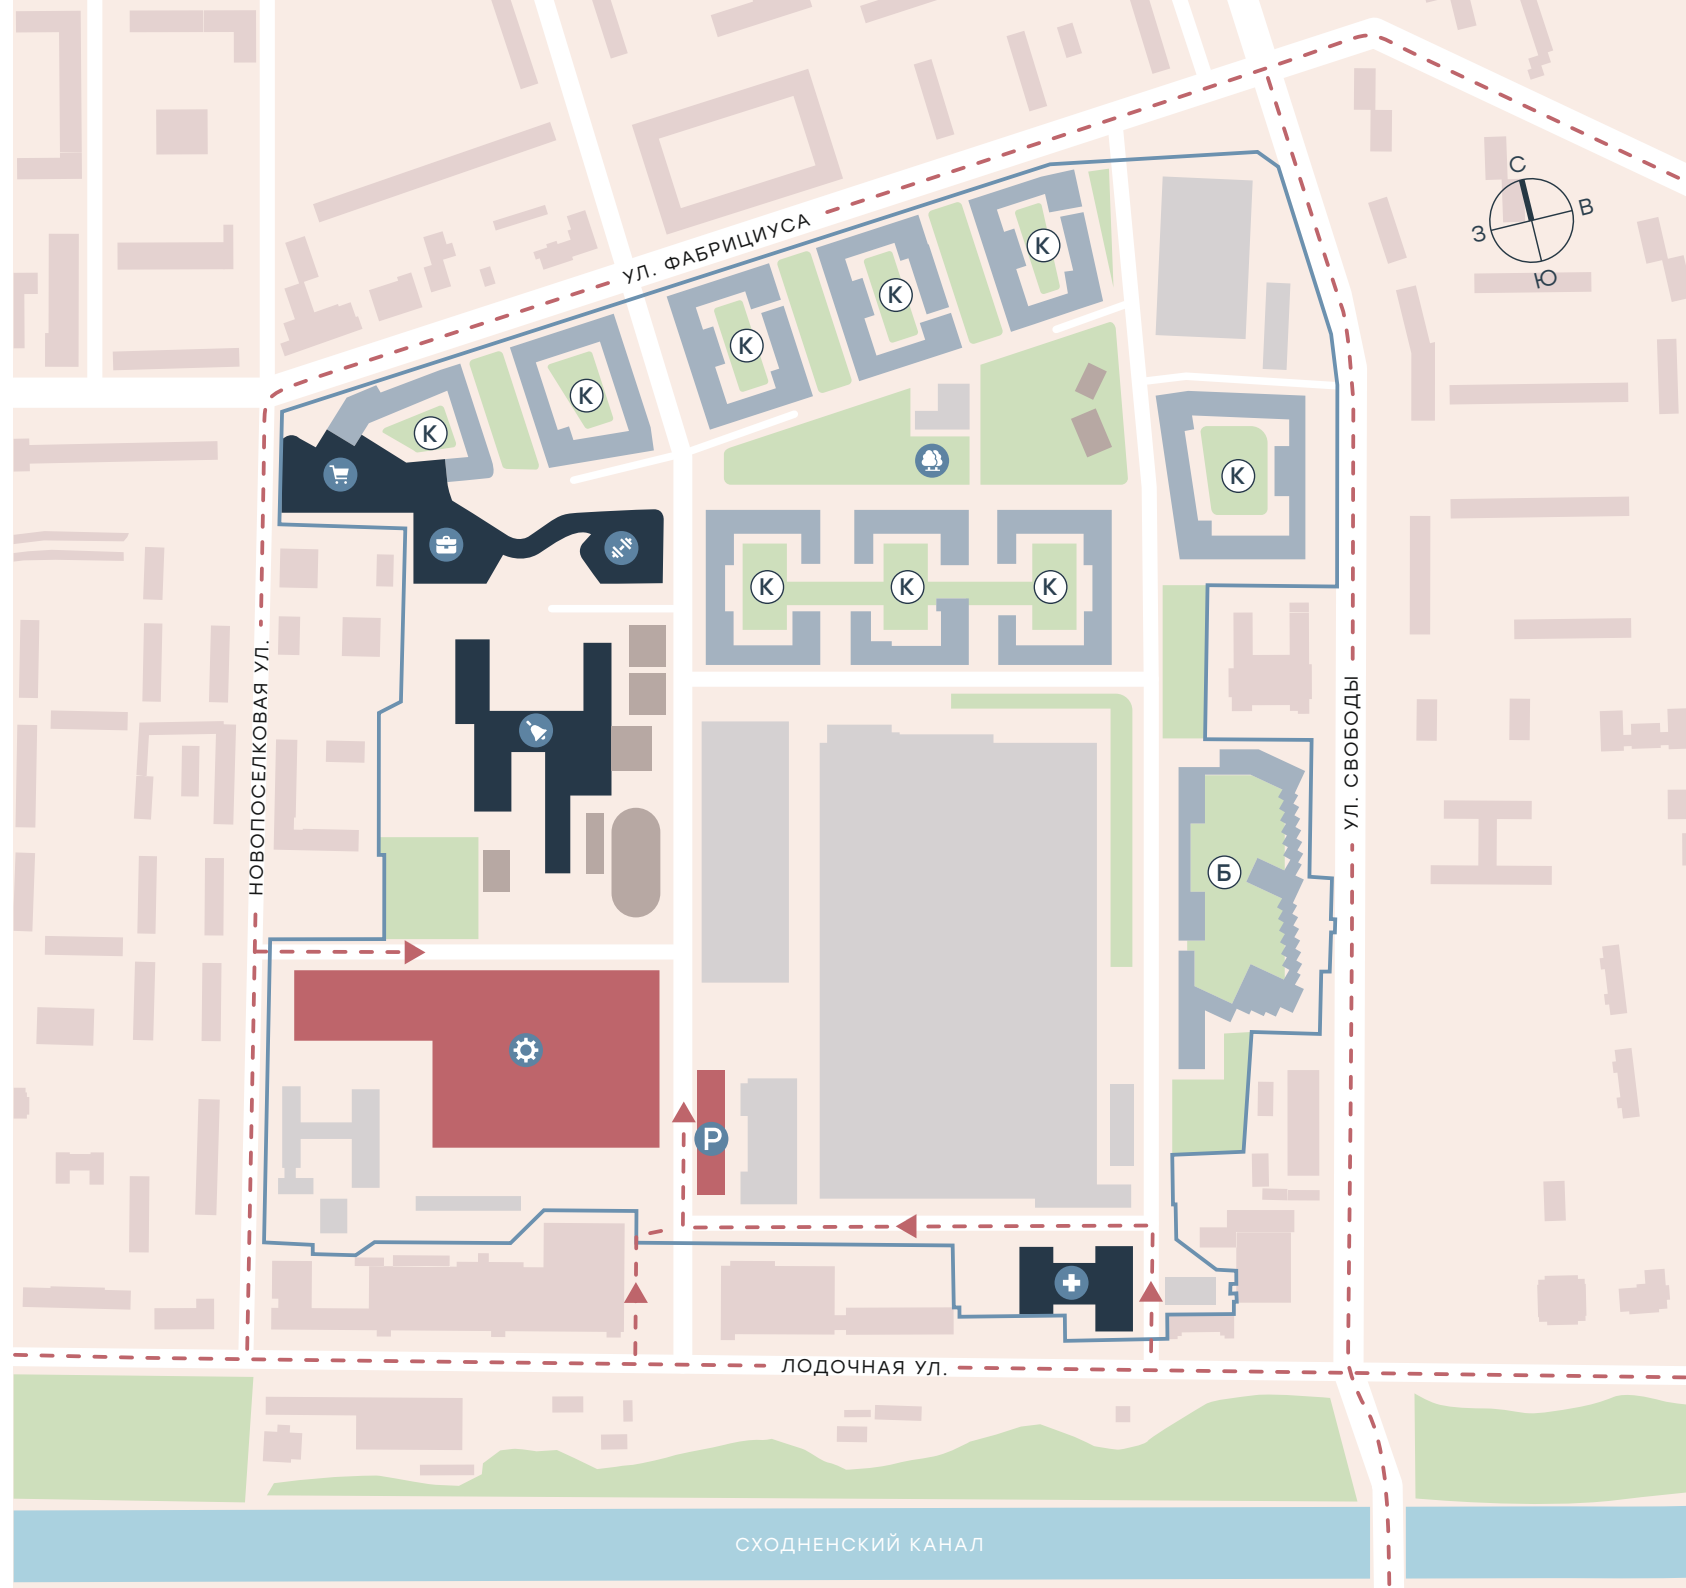 С
В
З
Ю
УЛ. ФАБРИЦИУСА
К
К
К
К
К
К
К
К
К
НОВОПОСЕЛКОВАЯ УЛ.
УЛ. СВОБОДЫ
Б
P
ЛОДОЧНАЯ УЛ.
СХОДНЕНСКИЙ КАНАЛ